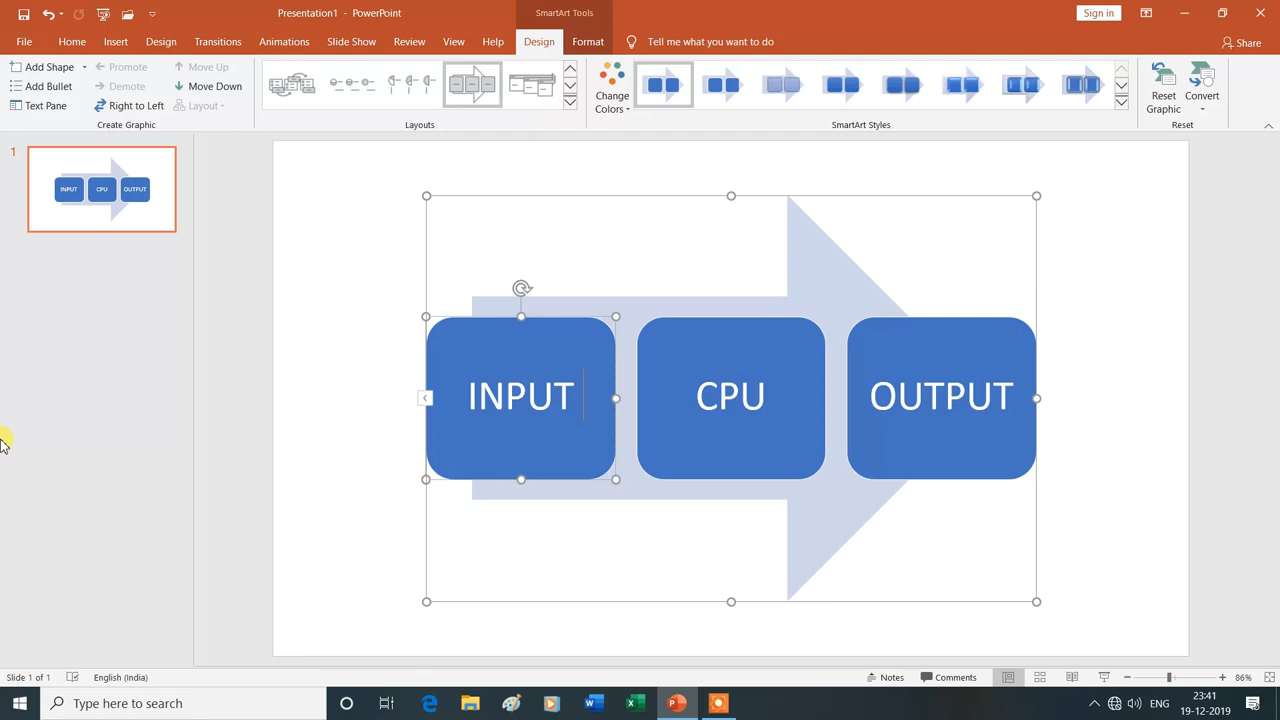 Presentation1 - PowerPoint
SmartArt Tools
Sign in
File Home Insert Design Transitions Animations Slide Show Review View Help Design Format Tell me what you want to do Share
Add Shape Promote Move Up
Add Bullet Demote Move Down
Text Pane Right to Left Layout
Create Graphic
Layouts
Change
Colors
SmartArt Styles
Reset
Graphic
Convert
Reset
1
INPUT CPU OUTPUT
INPUT CPU OUTPUT
Slide 1 of 1 English (India) Notes Comments 86%
Type here to search
ENG
23:41
19-12-2019